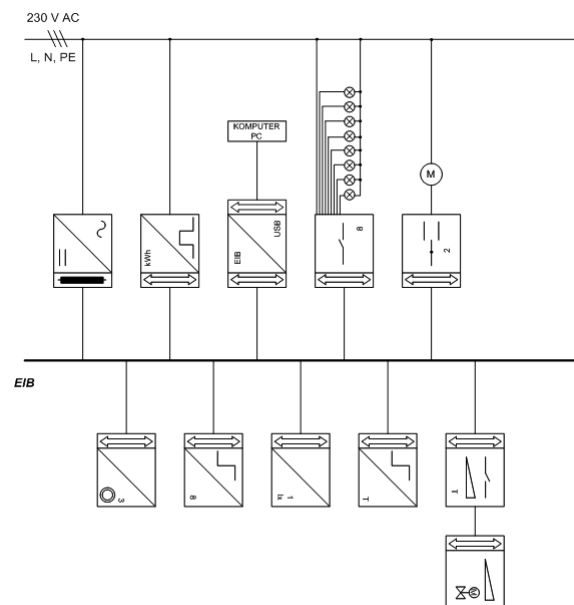 230 V AC
L, N, PE
KOMPUTER
PC
M
kWh
EIB
USB
8
2
EIB
3
8
1
lx
T
T
M